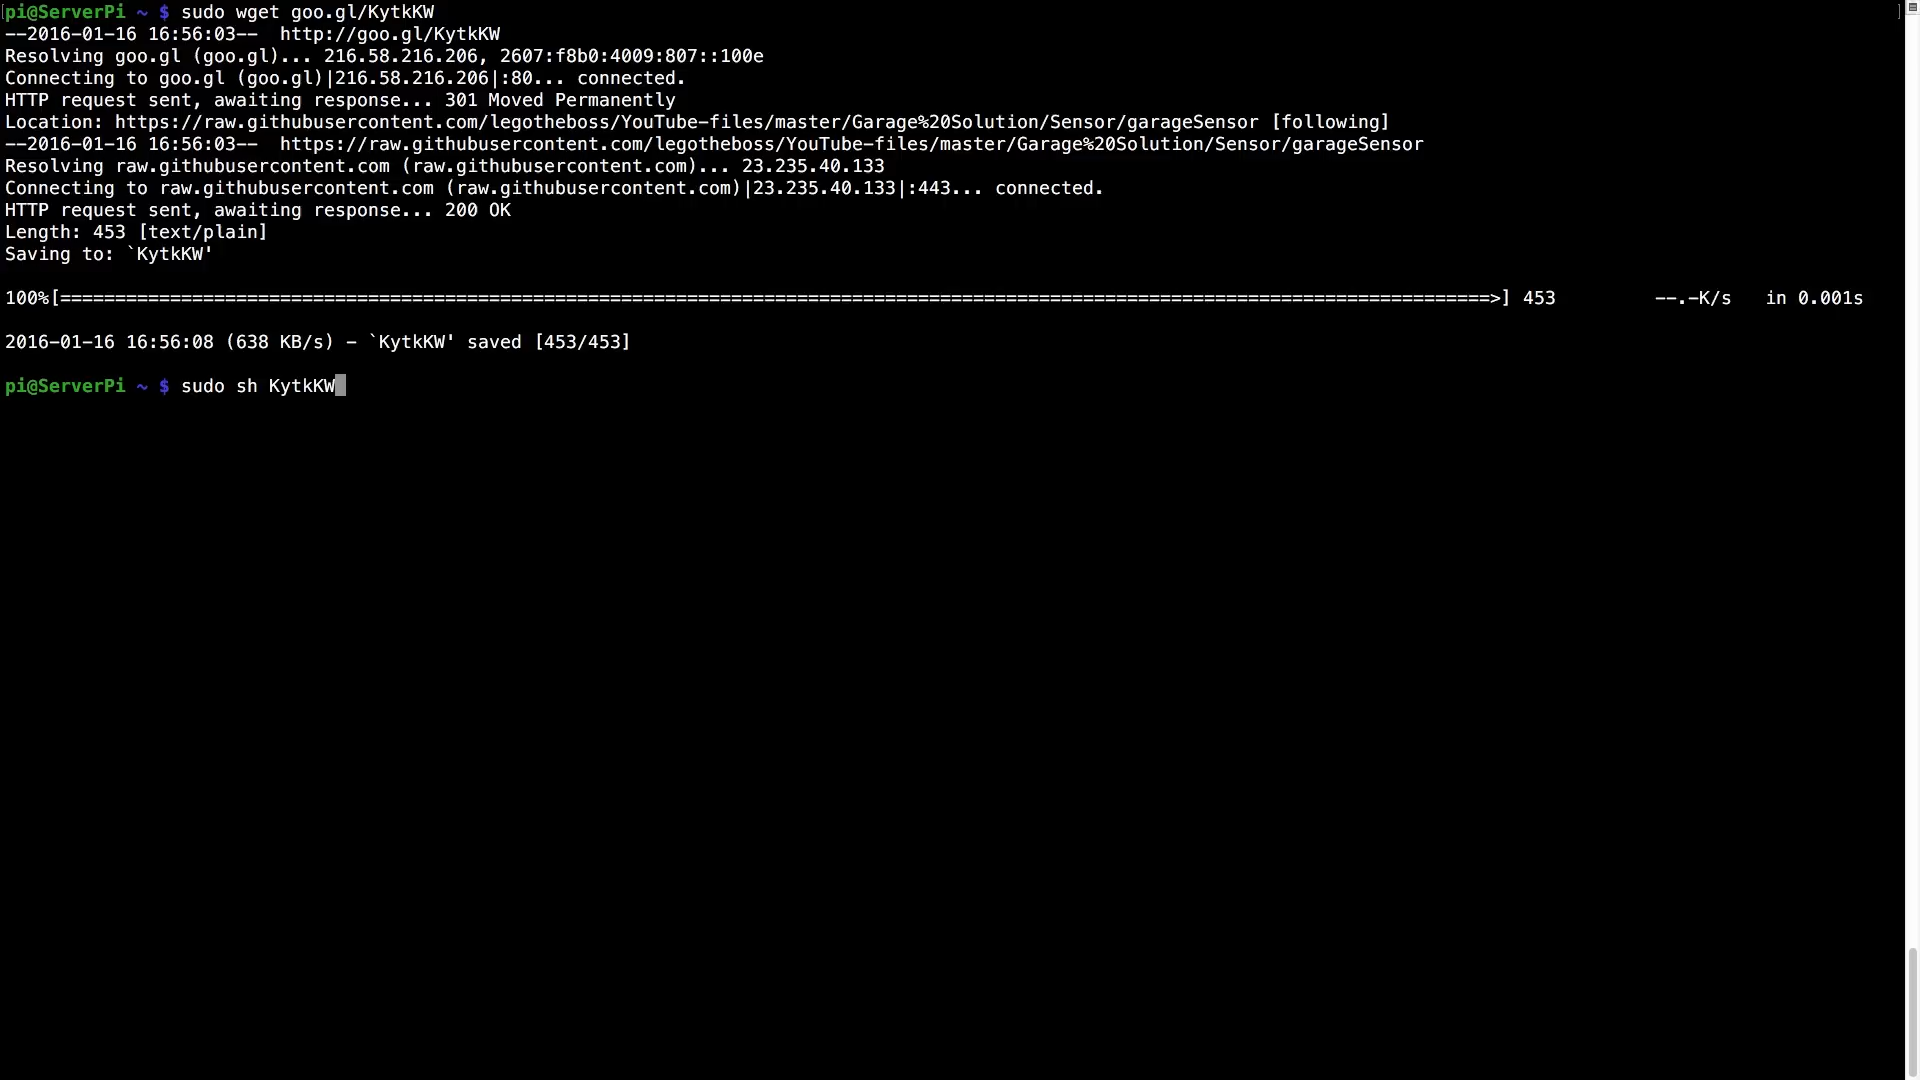 pi@ServerPi ~ $ sudo wget goo.gl/KytkKW
--2016-01-16 16:56:03--  http://goo.gl/KytkKW
Resolving goo.gl (goo.gl)... 216.58.216.206, 2607:f8b0:4009:807::100e
Connecting to goo.gl (goo.gl)|216.58.216.206|:80... connected.
HTTP request sent, awaiting response... 301 Moved Permanently
Location: https://raw.githubusercontent.com/legotheboss/YouTube-files/master/Garage%20Solution/Sensor/garageSensor [following]
--2016-01-16 16:56:03--  https://raw.githubusercontent.com/legotheboss/YouTube-files/master/Garage%20Solution/Sensor/garageSensor
Resolving raw.githubusercontent.com (raw.githubusercontent.com)... 23.235.40.133
Connecting to raw.githubusercontent.com (raw.githubusercontent.com)|23.235.40.133|:443... connected.
HTTP request sent, awaiting response... 200 OK
Length: 453 [text/plain]
Saving to: `KytkKW'
100%[==================================================================================================================================>] 453         --.-K/s   in 0.001s
2016-01-16 16:56:08 (638 KB/s) - `KytkKW' saved [453/453]
pi@ServerPi ~ $ sudo sh KytkKW